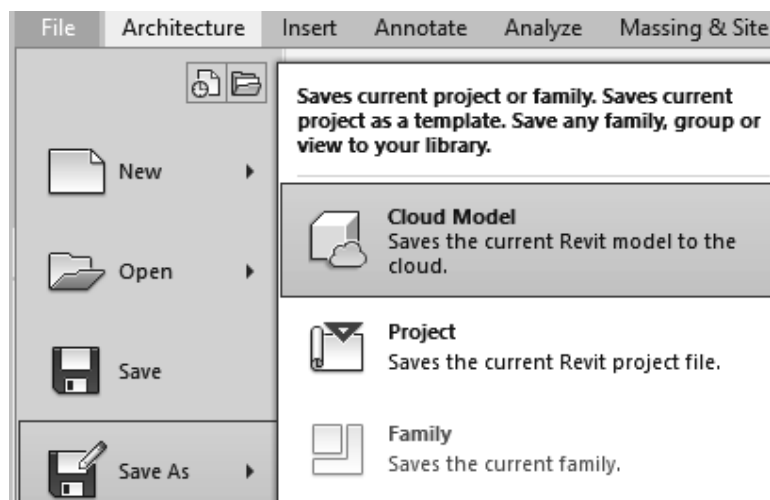 File Architecture Insert Annotate Analyze Massing & Site
Saves current project or family. Saves current
project as a template. Save any family, group or
view to your library.
New
Cloud Model
Saves the current Revit model to the
cloud.
Open
Project
Saves the current Revit project file.
Save
Family
Saves the current family.
Save As